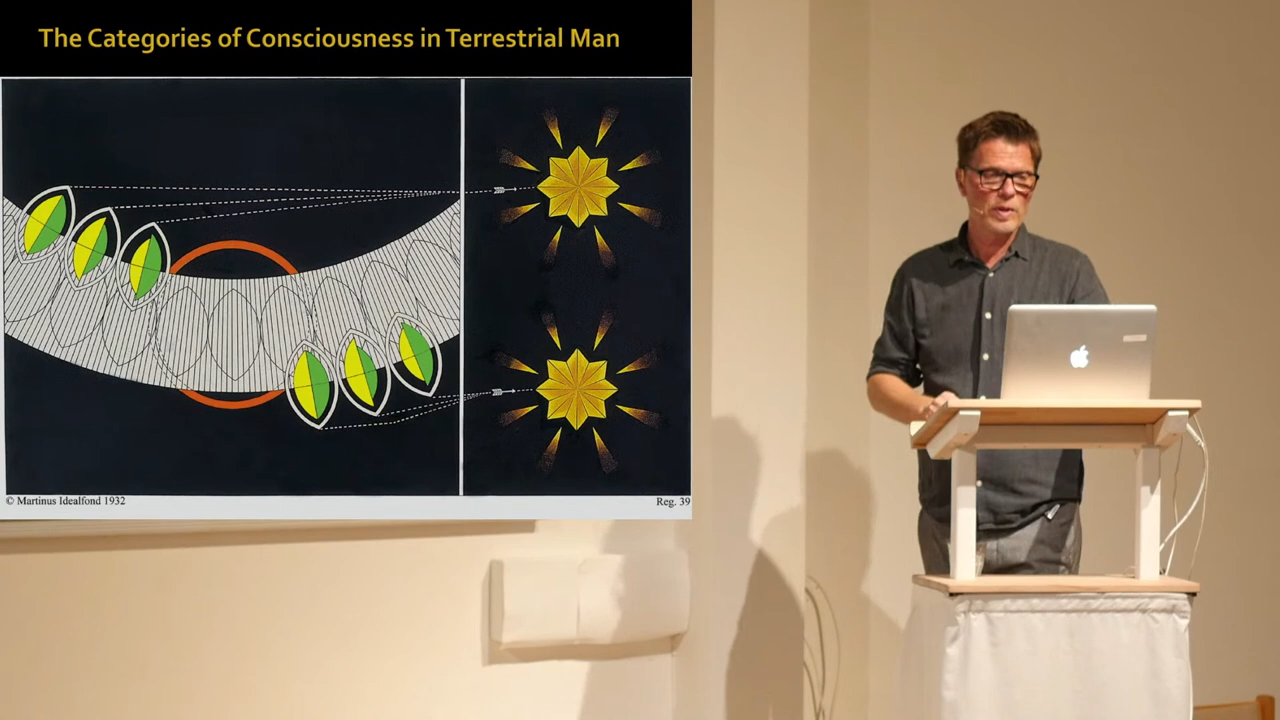 The Categories of Consciousness in Terrestrial Man
© Martinus Idealfond 1932
Reg. 39